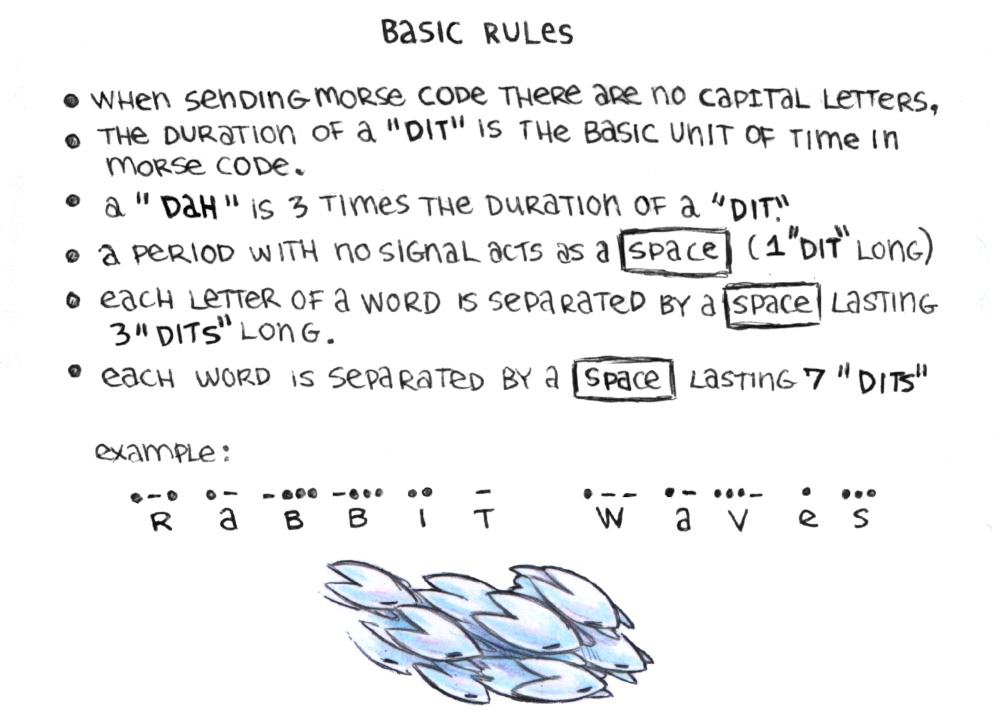 BASIC RULES
• WHEN SENDING MORSE CODE THERE ARE NO CAPITAL LETTERS,
• THE DURATION OF A "DIT" IS THE BASIC UNIT OF TIME IN
MORSE CODE.
• A "DAH" IS 3 TIMES THE DURATION OF A "DIT."
• A PERIOD WITH NO SIGNAL ACTS AS A SPACE (1 "DIT" LONG)
• EACH LETTER OF A WORD IS SEPARATED BY A SPACE LASTING
3 "DITS" LONG.
• EACH WORD IS SEPARATED BY A SPACE LASTING 7 "DITS"
example:
•–• •– –••• –••• •• – •–– •– •••– • •••
R a B B I T W a V e S